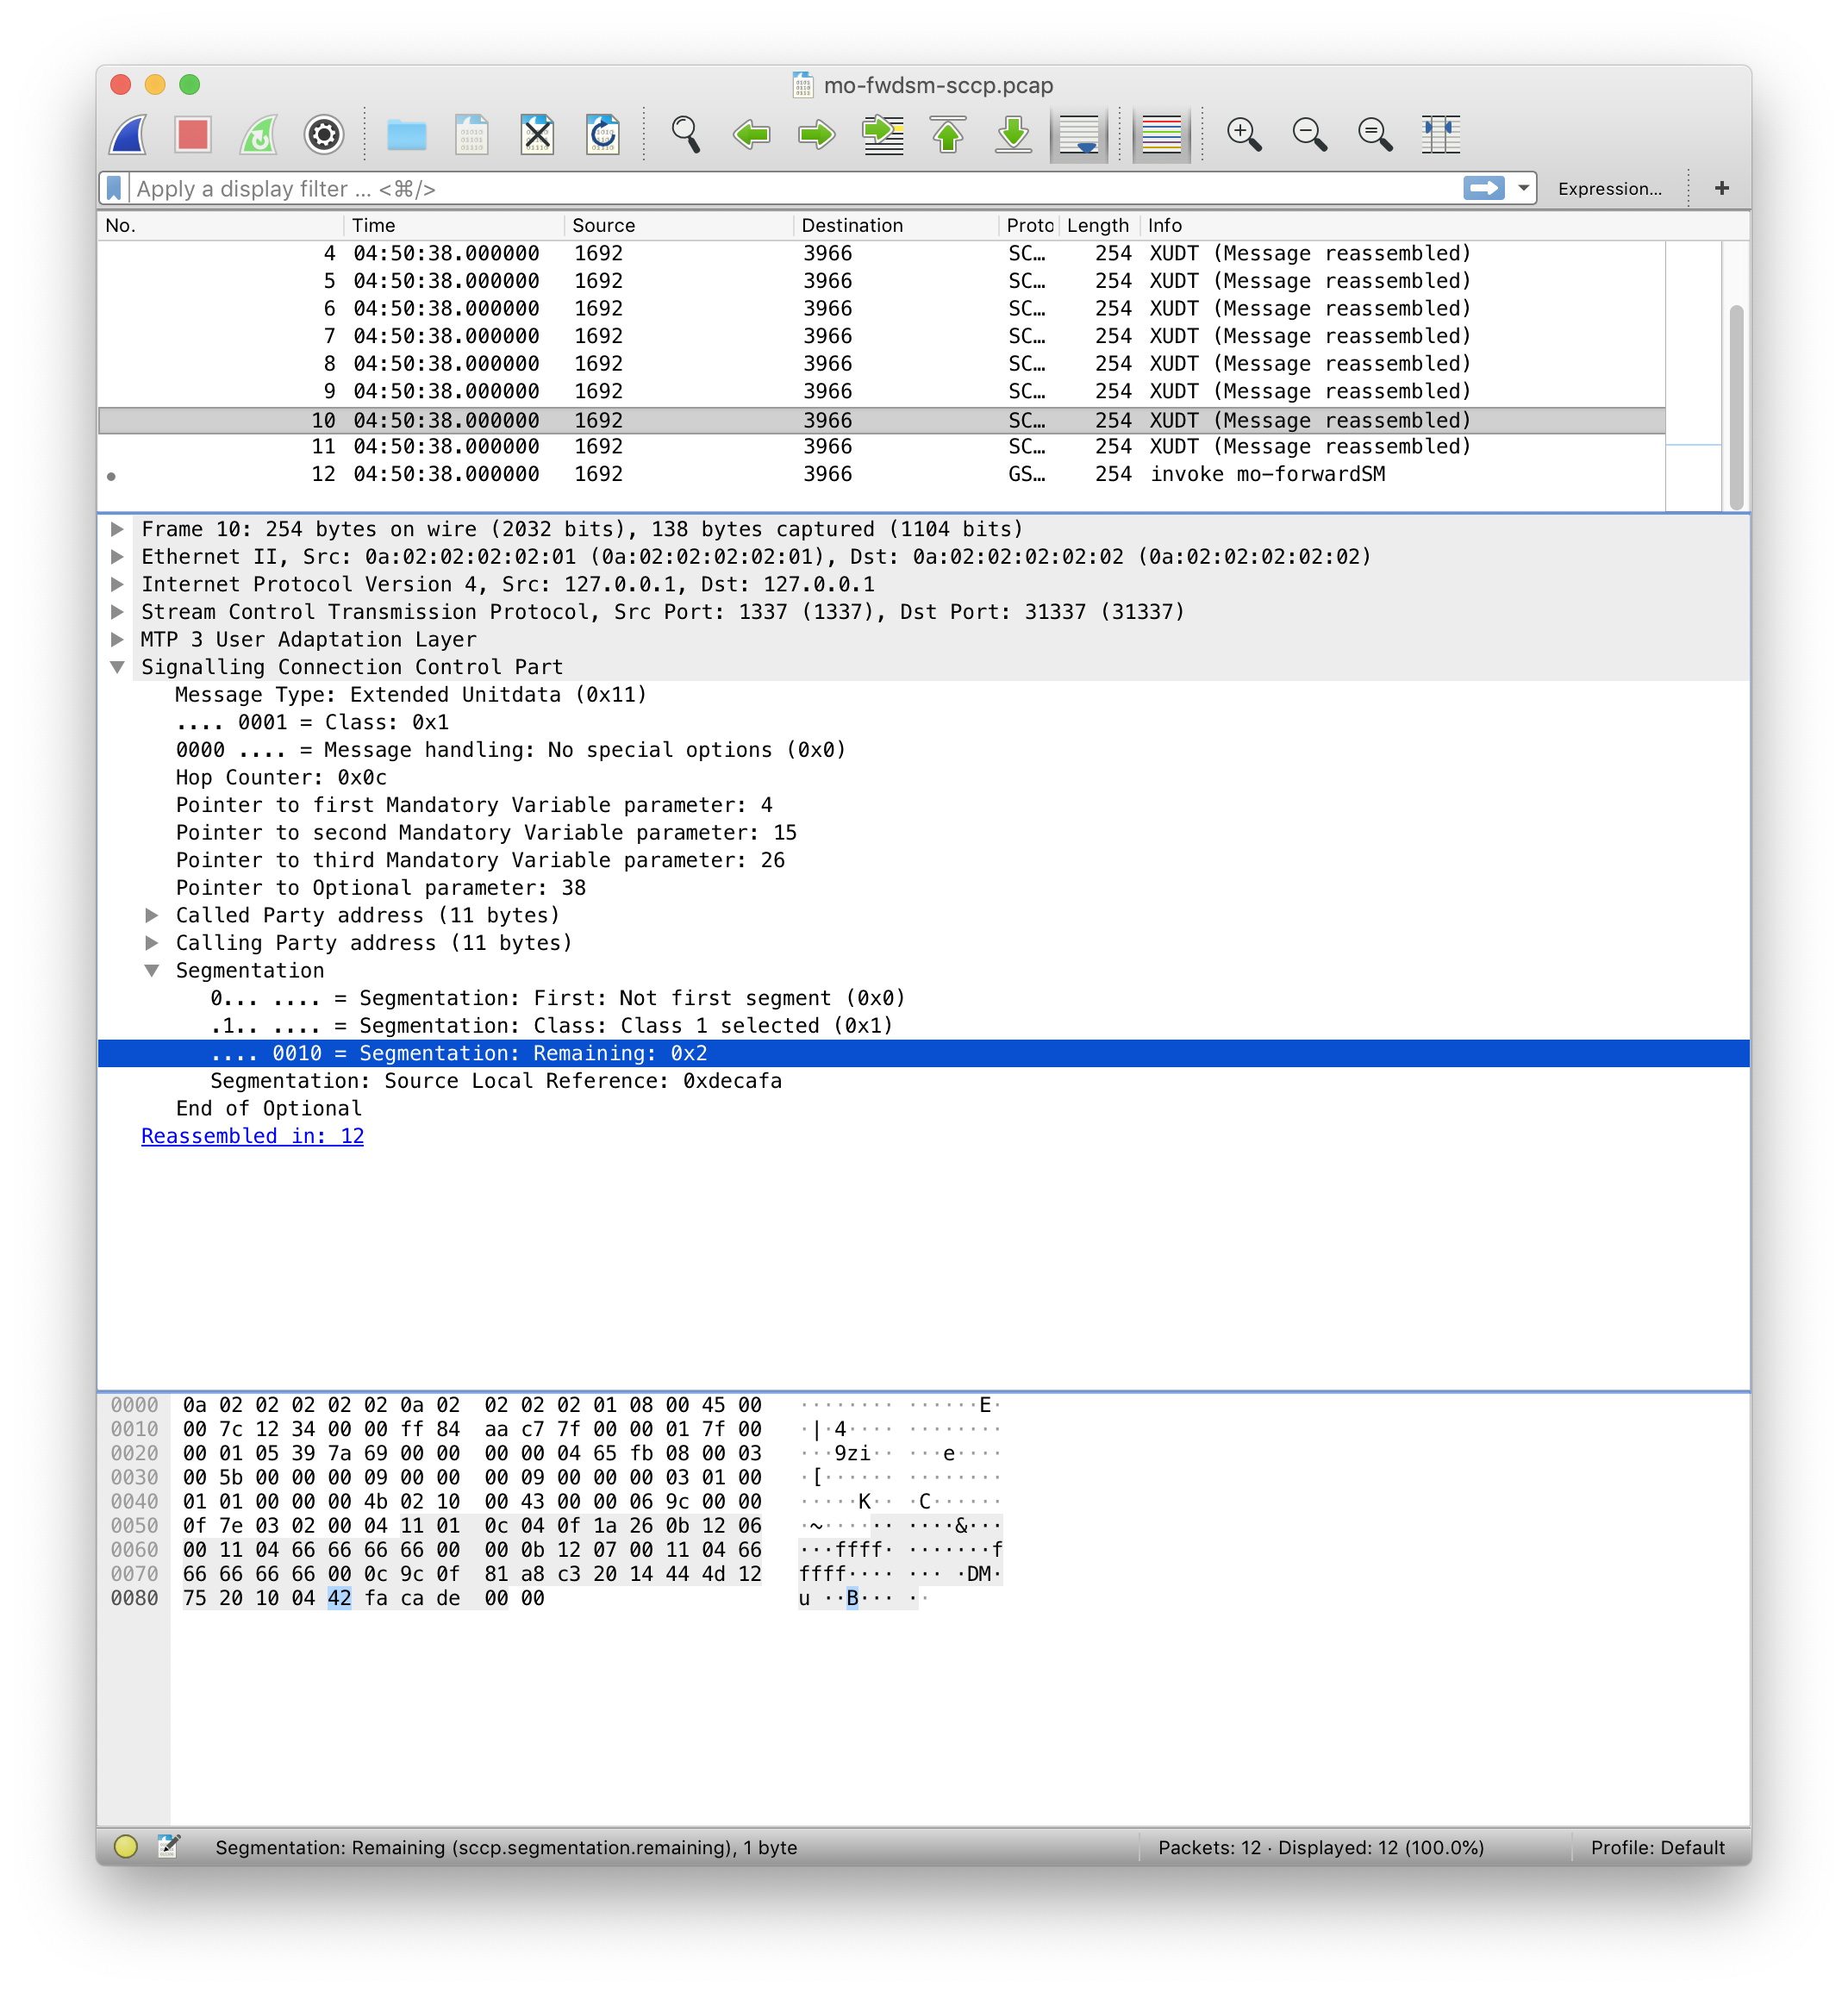 mo-fwdsm-sccp.pcap
Apply a display filter ... <⌘/>
Expression...
+
No. Time Source Destination Protc Length Info
4 04:50:38.000000 1692 3966 SC… 254 XUDT (Message reassembled)
5 04:50:38.000000 1692 3966 SC… 254 XUDT (Message reassembled)
6 04:50:38.000000 1692 3966 SC… 254 XUDT (Message reassembled)
7 04:50:38.000000 1692 3966 SC… 254 XUDT (Message reassembled)
8 04:50:38.000000 1692 3966 SC… 254 XUDT (Message reassembled)
9 04:50:38.000000 1692 3966 SC… 254 XUDT (Message reassembled)
10 04:50:38.000000 1692 3966 SC… 254 XUDT (Message reassembled)
11 04:50:38.000000 1692 3966 SC… 254 XUDT (Message reassembled)
12 04:50:38.000000 1692 3966 GS… 254 invoke mo-forwardSM
Frame 10: 254 bytes on wire (2032 bits), 138 bytes captured (1104 bits)
Ethernet II, Src: 0a:02:02:02:02:01 (0a:02:02:02:02:01), Dst: 0a:02:02:02:02:02 (0a:02:02:02:02:02)
Internet Protocol Version 4, Src: 127.0.0.1, Dst: 127.0.0.1
Stream Control Transmission Protocol, Src Port: 1337 (1337), Dst Port: 31337 (31337)
MTP 3 User Adaptation Layer
Signalling Connection Control Part
Message Type: Extended Unitdata (0x11)
.... 0001 = Class: 0x1
0000 .... = Message handling: No special options (0x0)
Hop Counter: 0x0c
Pointer to first Mandatory Variable parameter: 4
Pointer to second Mandatory Variable parameter: 15
Pointer to third Mandatory Variable parameter: 26
Pointer to Optional parameter: 38
Called Party address (11 bytes)
Calling Party address (11 bytes)
Segmentation
0... .... = Segmentation: First: Not first segment (0x0)
.1.. .... = Segmentation: Class: Class 1 selected (0x1)
.... 0010 = Segmentation: Remaining: 0x2
Segmentation: Source Local Reference: 0xdecafa
End of Optional
Reassembled in: 12
0000 0a 02 02 02 02 02 0a 02 02 02 02 01 08 00 45 00 ········ ······E·
0010 00 7c 12 34 00 00 ff 84 aa c7 7f 00 00 01 7f 00 ·|·4···· ········
0020 00 01 05 39 7a 69 00 00 00 00 04 65 fb 08 00 03 ···9zi·· ···e····
0030 00 5b 00 00 00 09 00 00 00 09 00 00 00 03 01 00 ·[······ ········
0040 01 01 00 00 00 4b 02 10 00 43 00 00 06 9c 00 00 ·····K·· ·C······
0050 0f 7e 03 02 00 04 11 01 0c 04 0f 1a 26 0b 12 06 ·~······ ····&···
0060 00 11 04 66 66 66 66 00 00 0b 12 07 00 11 04 66 ···ffff· ·······f
0070 66 66 66 66 00 0c 9c 0f 81 a8 c3 20 14 44 4d 12 ffff···· ··· ·DM·
0080 75 20 10 04 42 fa ca de 00 00 u ··B··· ··
Segmentation: Remaining (sccp.segmentation.remaining), 1 byte
Packets: 12 · Displayed: 12 (100.0%)
Profile: Default